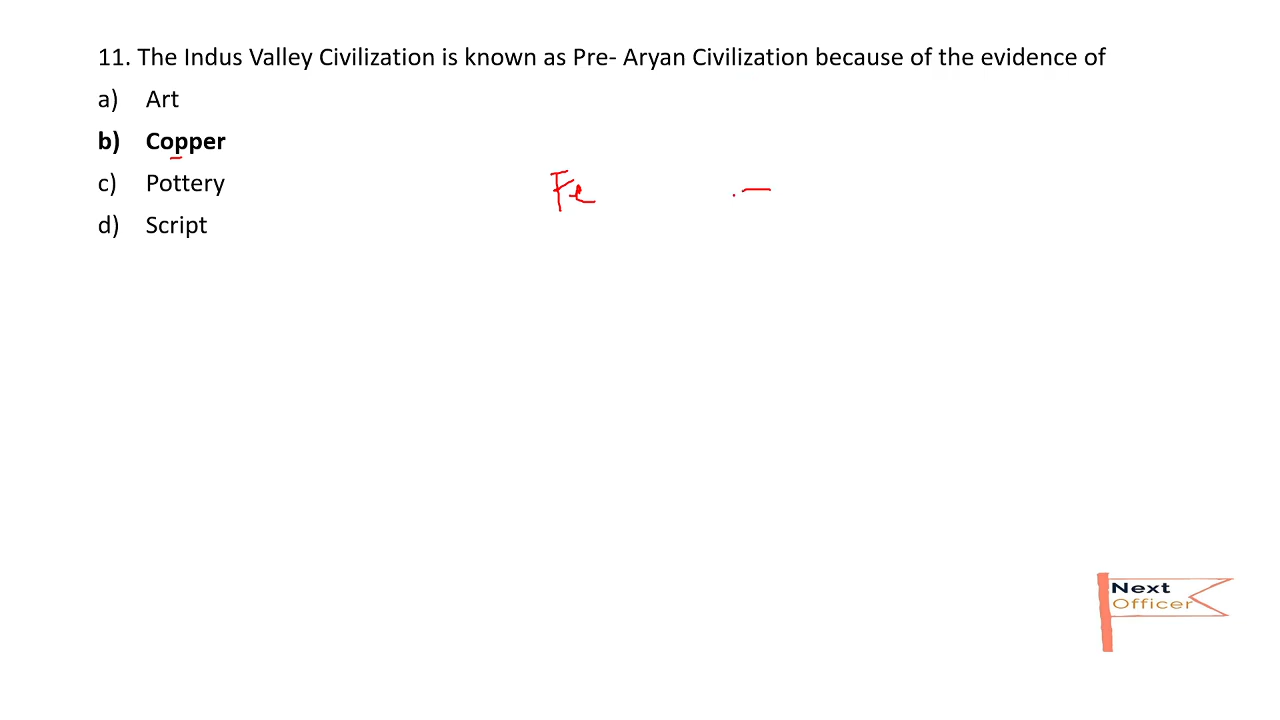 11. The Indus Valley Civilization is known as Pre- Aryan Civilization because of the evidence of
a) Art
b) Copper
c) Pottery
d) Script
Fe
Next
Officer